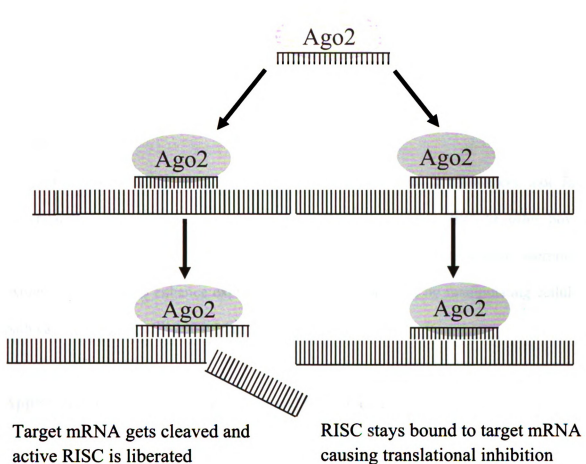 Ago2
Ago2
Ago2
Ago2
Ago2
Target mRNA gets cleaved and
active RISC is liberated
RISC stays bound to target mRNA
causing translational inhibition